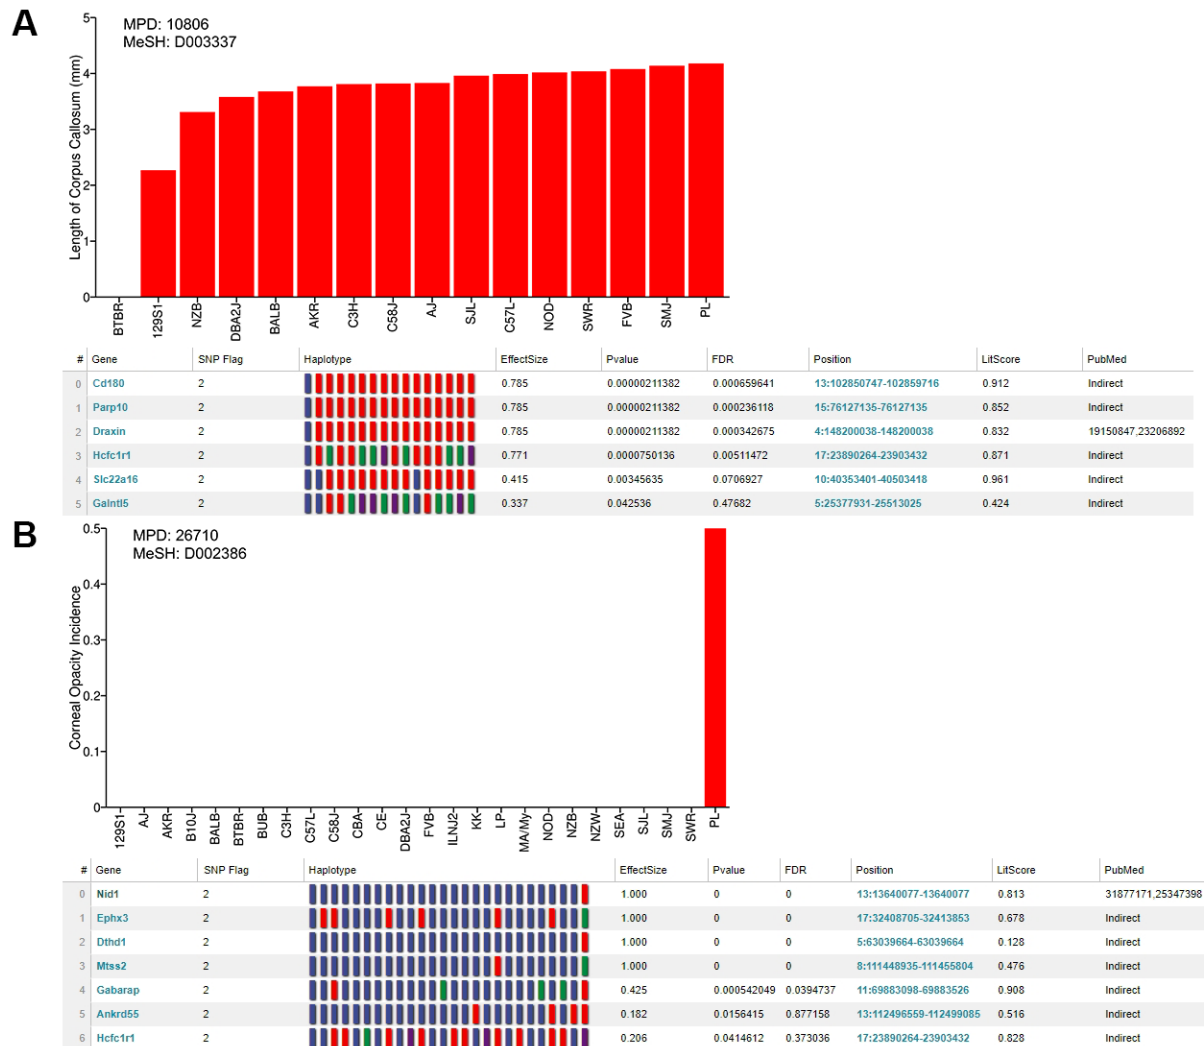 A
MPD: 10806
MeSH: D003337
Length of Corpus Callosum (mm)
5
4
3
2
1
0
BTBR
129S1
NZB
DBA2J
BALB
AKR
C3H
C58J
AJ
SJL
C57L
NOD
SWR
FVB
SMJ
PL
# Gene SNP Flag Haplotype EffectSize Pvalue FDR Position LitScore PubMed
0 Cd180 2 0.785 0.00000211382 0.000659641 13:102850747-102859716 0.912 Indirect
1 Parp10 2 0.785 0.00000211382 0.000236118 15:76127135-76127135 0.852 Indirect
2 Draxin 2 0.785 0.00000211382 0.000342675 4:148200038-148200038 0.832 19150847,23206892
3 Hcfc1r1 2 0.771 0.0000750136 0.00511472 17:23890264-23903432 0.871 Indirect
4 Slc22a16 2 0.415 0.00345635 0.0706927 10:40353401-40503418 0.961 Indirect
5 Galntl5 2 0.337 0.042536 0.47682 5:25377931-25513025 0.424 Indirect
B
MPD: 26710
MeSH: D002386
Corneal Opacity Incidence
0.5
0.4
0.3
0.2
0.1
0
129S1
AJ
AKR
B10J
BALB
BTBR
BUB
C3H
C57L
C58J
CBA
CE
DBA2J
FVB
ILNJ2
KK
LP
MA/My
NOD
NZB
NZW
SEA
SJL
SMJ
SWR
PL
# Gene SNP Flag Haplotype EffectSize Pvalue FDR Position LitScore PubMed
0 Nid1 2 1.000 0 0 13:13640077-13640077 0.813 31877171,25347398
1 Ephx3 2 1.000 0 0 17:32408705-32413853 0.678 Indirect
2 Dthd1 2 1.000 0 0 5:63039664-63039664 0.128 Indirect
3 Mtss2 2 1.000 0 0 8:111448935-111455804 0.476 Indirect
4 Gabarap 2 0.425 0.000542049 0.0394737 11:69883098-69883526 0.908 Indirect
5 Ankrd55 2 0.182 0.0156415 0.877158 13:112496559-112499085 0.516 Indirect
6 Hcfc1r1 2 0.206 0.0414612 0.373036 17:23890264-23903432 0.828 Indirect